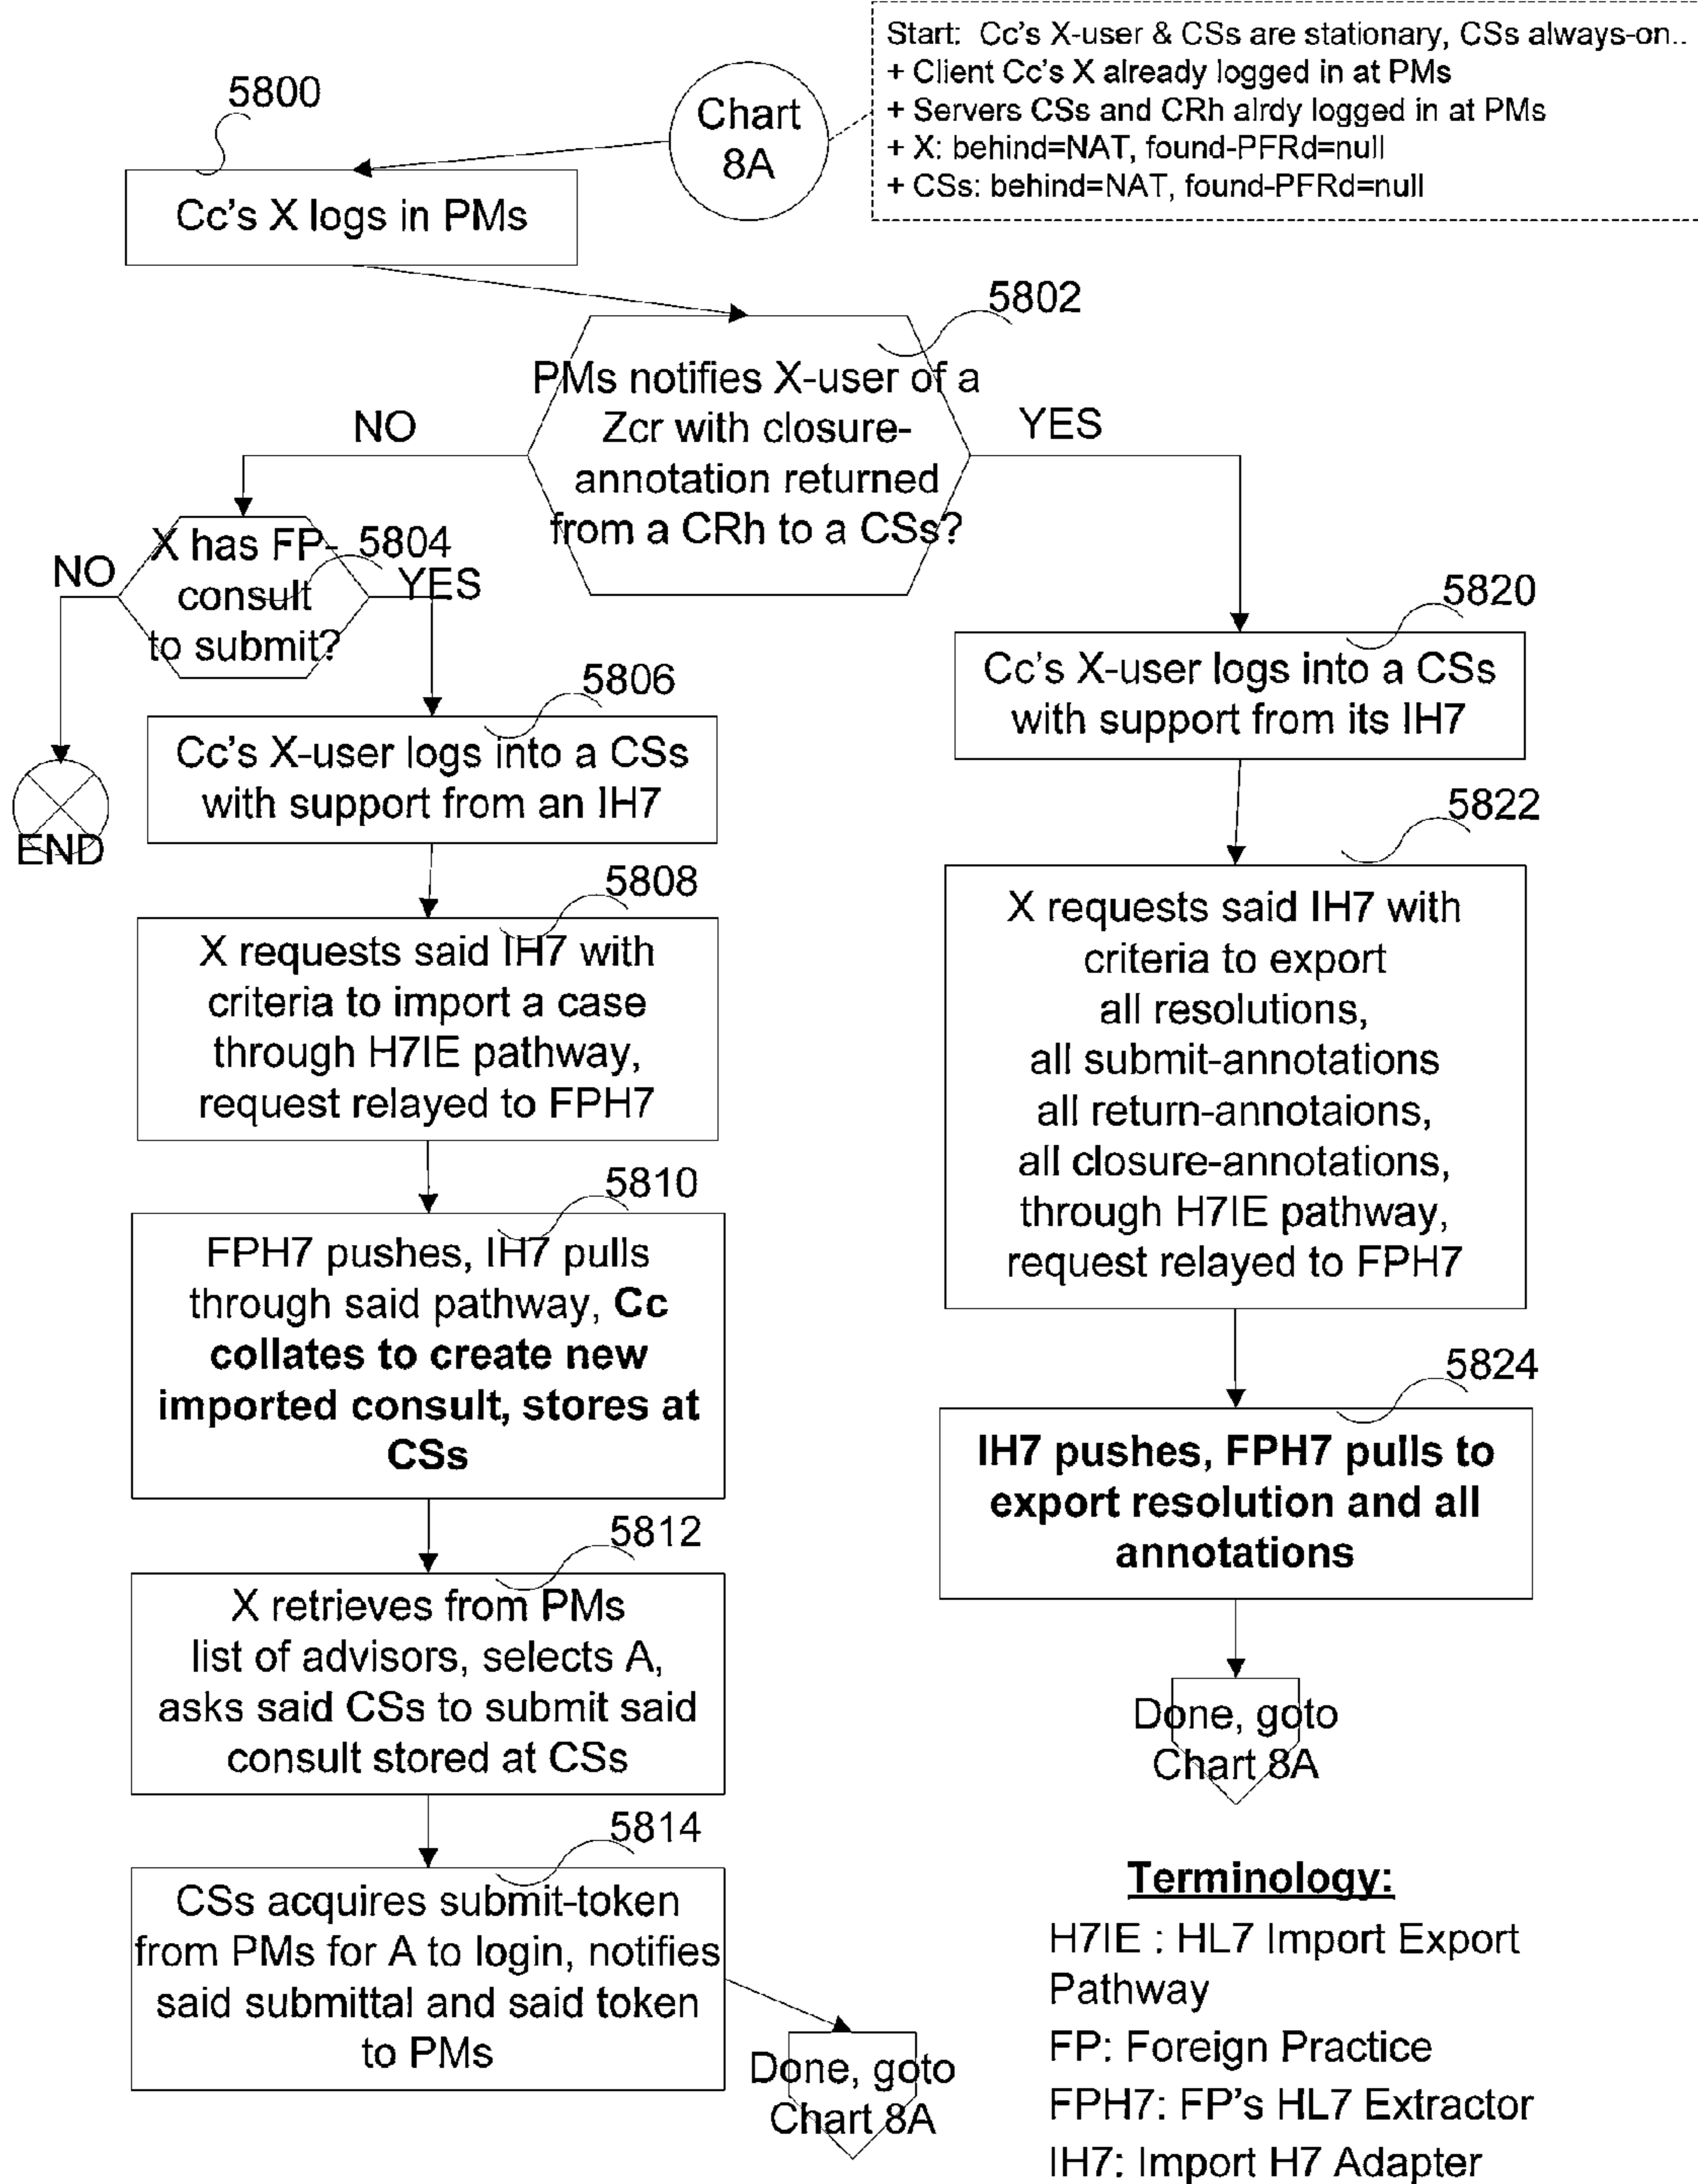 Start: Cc's X-user & CSs are stationary, CSs always-on..
+ Client Cc's X already logged in at PMs
+ Servers CSs and CRh alrdy logged in at PMs
+ X: behind=NAT, found-PFRd=null
+ CSs: behind=NAT, found-PFRd=null
Chart
8A
5800
Cc's X logs in PMs
5802
PMs notifies X-user of a
Zcr with closure-
annotation returned
from a CRh to a CSs?
NO
YES
X has FP-
consult
to submit?
5804
NO
YES
END
5806
Cc's X-user logs into a CSs
with support from an IH7
5808
X requests said IH7 with
criteria to import a case
through H7IE pathway,
request relayed to FPH7
5810
FPH7 pushes, IH7 pulls
through said pathway, Cc
collates to create new
imported consult, stores at
CSs
5812
X retrieves from PMs
list of advisors, selects A,
asks said CSs to submit said
consult stored at CSs
5814
CSs acquires submit-token
from PMs for A to login, notifies
said submittal and said token
to PMs
Done, goto
Chart 8A
5820
Cc's X-user logs into a CSs
with support from its IH7
5822
X requests said IH7 with
criteria to export
all resolutions,
all submit-annotations
all return-annotaions,
all closure-annotations,
through H7IE pathway,
request relayed to FPH7
5824
IH7 pushes, FPH7 pulls to
export resolution and all
annotations
Done, goto
Chart 8A
Terminology:
H7IE : HL7 Import Export
Pathway
FP: Foreign Practice
FPH7: FP's HL7 Extractor
IH7: Import H7 Adapter